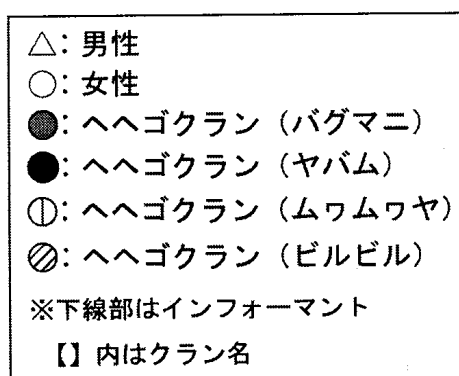 △: 男性
○: 女性
●: ヘヘゴクラン（バグマニ）
●: ヘヘゴクラン（ヤバム）
⦶: ヘヘゴクラン（ムヮムヮヤ）
▨: ヘヘゴクラン（ビルビル）
※下線部はインフォーマント
【】内はクラン名